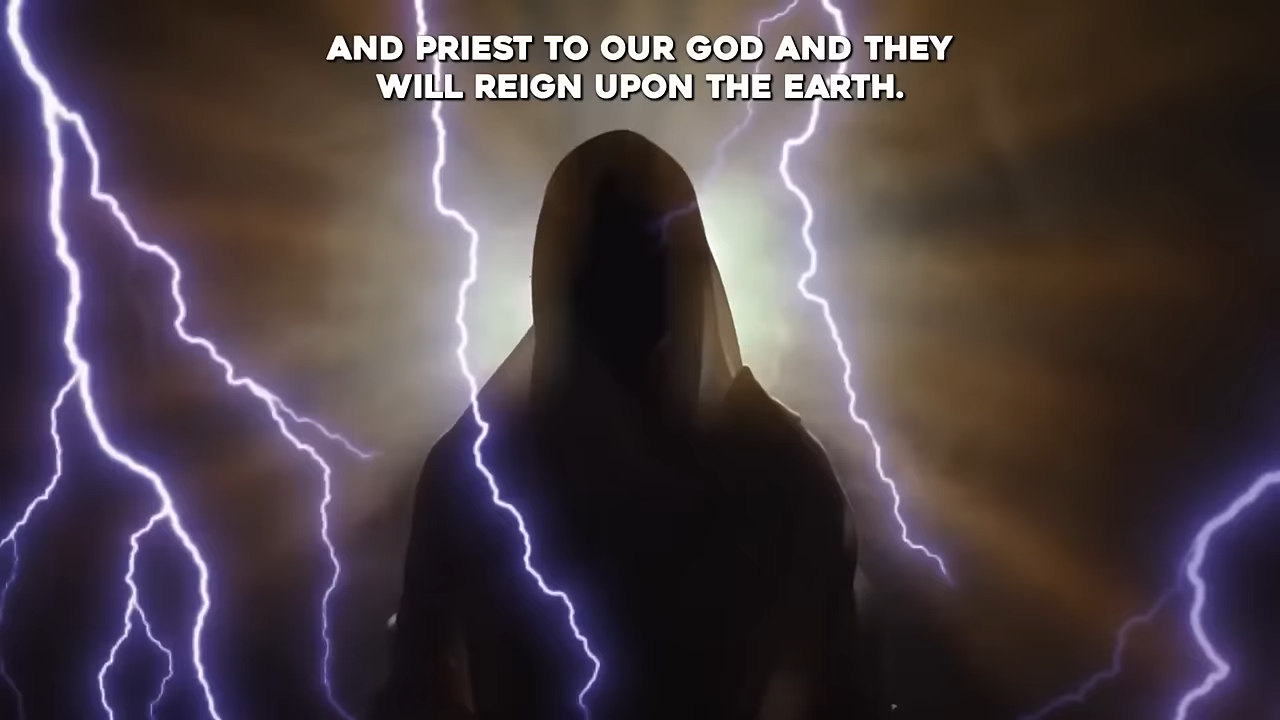 AND PRIEST TO OUR GOD AND THEY
WILL REIGN UPON THE EARTH.